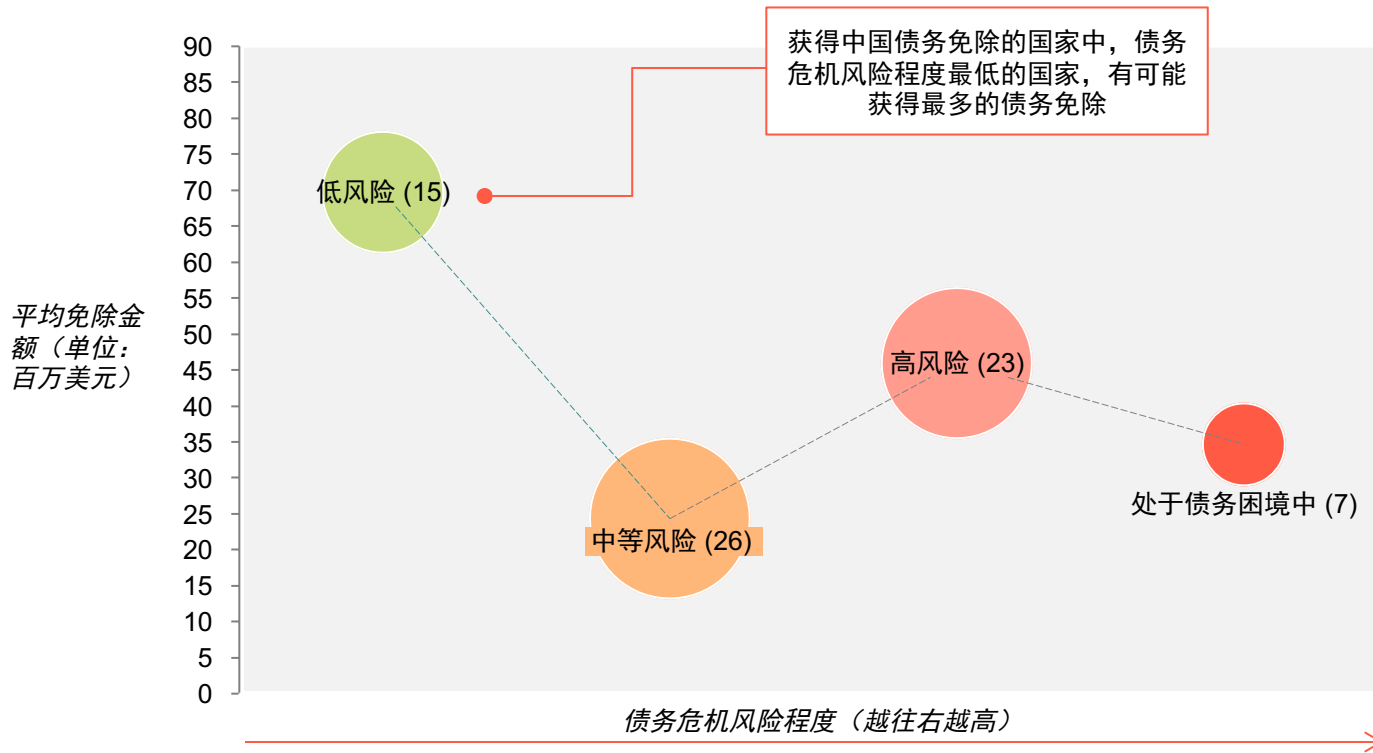 获得中国债务免除的国家中，债务
危机风险程度最低的国家，有可能
获得最多的债务免除
90
85
80
75
70
65
60
55
50
45
40
35
30
25
20
15
10
5
0
平均免除金
额（单位：
百万美元）
低风险 (15)
中等风险 (26)
高风险 (23)
处于债务困境中 (7)
债务危机风险程度（越往右越高）